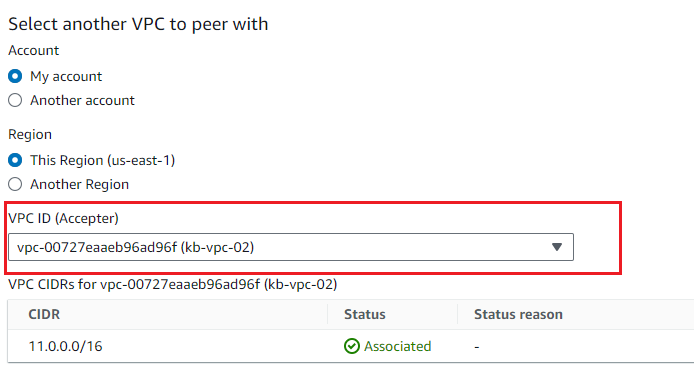 Select another VPC to peer with
Account
My account
Another account
Region
This Region (us-east-1)
Another Region
VPC ID (Accepter)
vpc-00727eaaeb96ad96f (kb-vpc-02)
VPC CIDRs for vpc-00727eaaeb96ad96f (kb-vpc-02)
CIDR Status Status reason
11.0.0.0/16 Associated -